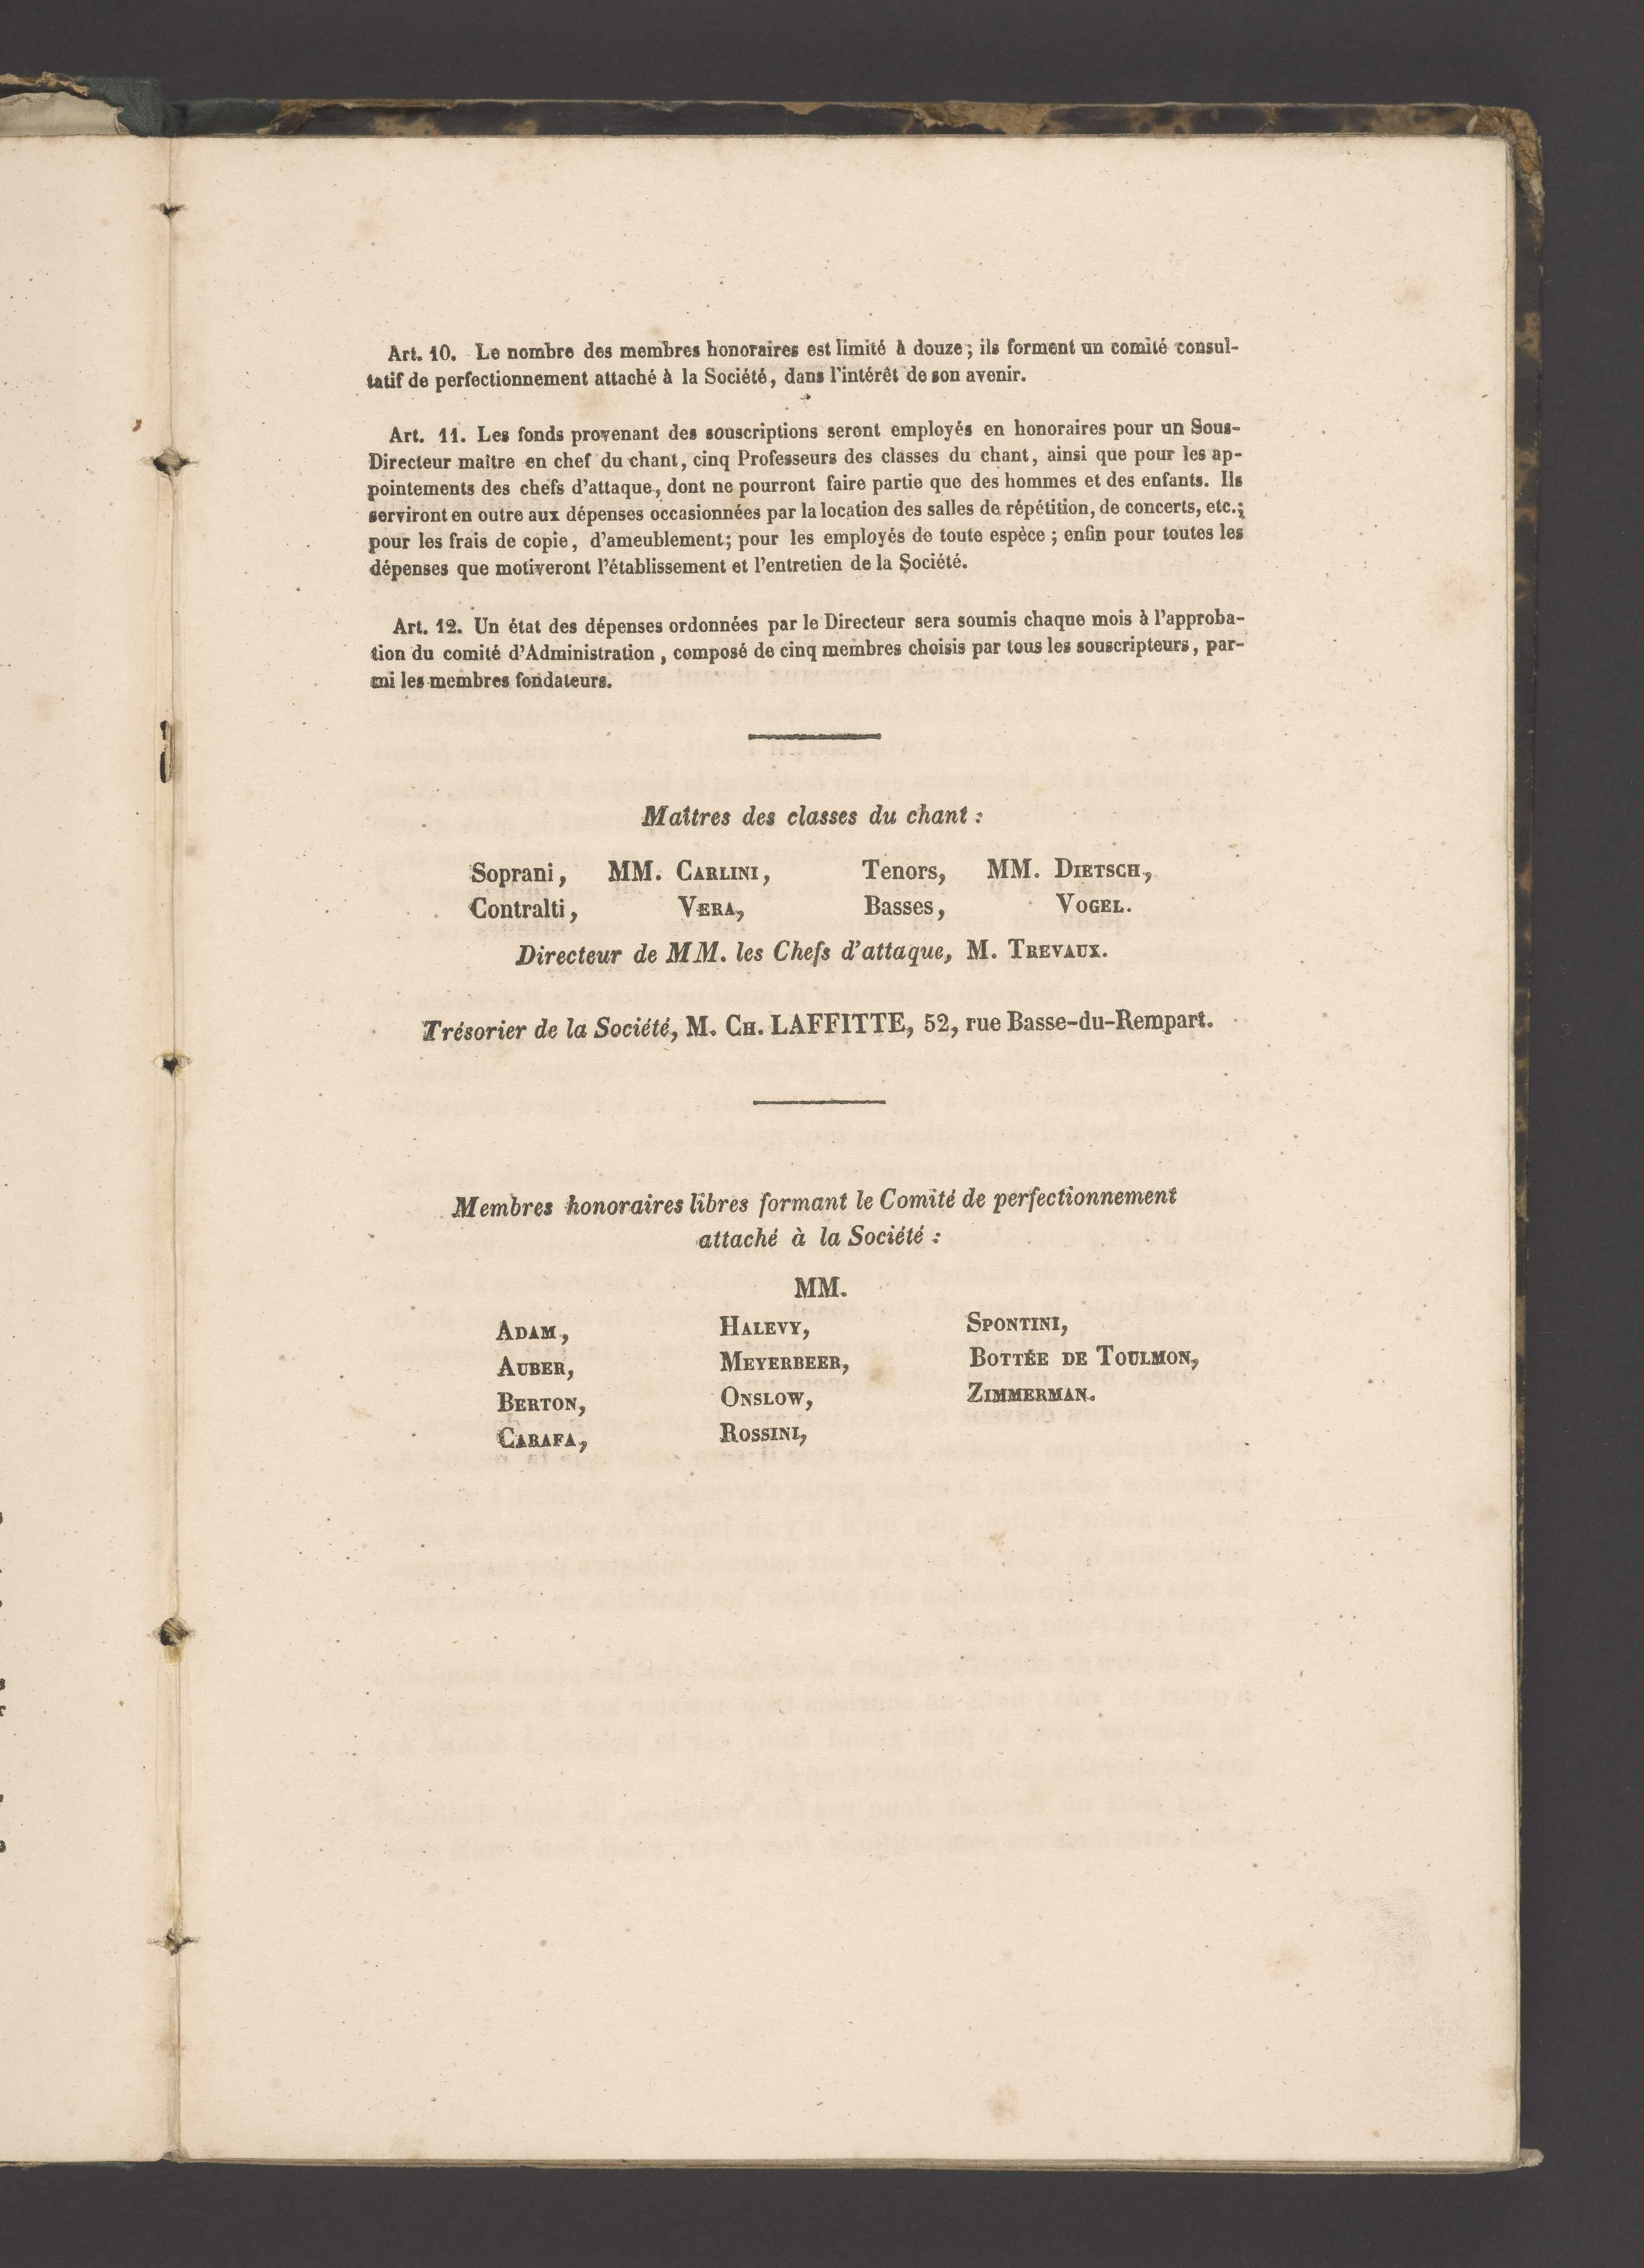 Art. 10. Le nombre des membres honoraires est limité à douze; ils forment un comité consul-
tatif de perfectionnement attaché à la Société, dans l'intérêt de son avenir.
Art. 11. Les fonds provenant des souscriptions seront employés en honoraires pour un Sous-
Directeur maître en chef du chant, cinq Professeurs des classes du chant, ainsi que pour les ap-
pointements des chefs d'attaque, dont ne pourront faire partie que des hommes et des enfants. Ils
serviront en outre aux dépenses occasionnées par la location des salles de répétition, de concerts, etc.;
pour les frais de copie, d'ameublement; pour les employés de toute espèce; enfin pour toutes les
dépenses que motiveront l'établissement et l'entretien de la Société.
Art. 12. Un état des dépenses ordonnées par le Directeur sera soumis chaque mois à l'approba-
tion du comité d'Administration, composé de cinq membres choisis par tous les souscripteurs, par-
mi les membres fondateurs.
Maîtres des classes du chant:
Soprani, MM. CARLINI, Tenors, MM. DIETSCH,
Contralti, VERA, Basses, VOGEL.
Directeur de MM. les Chefs d'attaque, M. TREVAUX.
Trésorier de la Société, M. CH. LAFFITTE, 52, rue Basse-du-Rempart.
Membres honoraires libres formant le Comité de perfectionnement
attaché à la Société:
MM.
ADAM, HALEVY, SPONTINI,
AUBER, MEYERBEER, BOTTÉE DE TOULMON,
BERTON, ONSLOW, ZIMMERMAN.
CARAFA, ROSSINI,